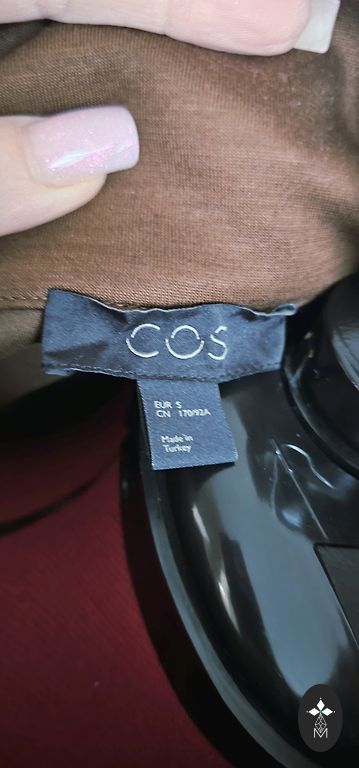 COS
EUR S
CN 170/92A
Made in
Turkey
M